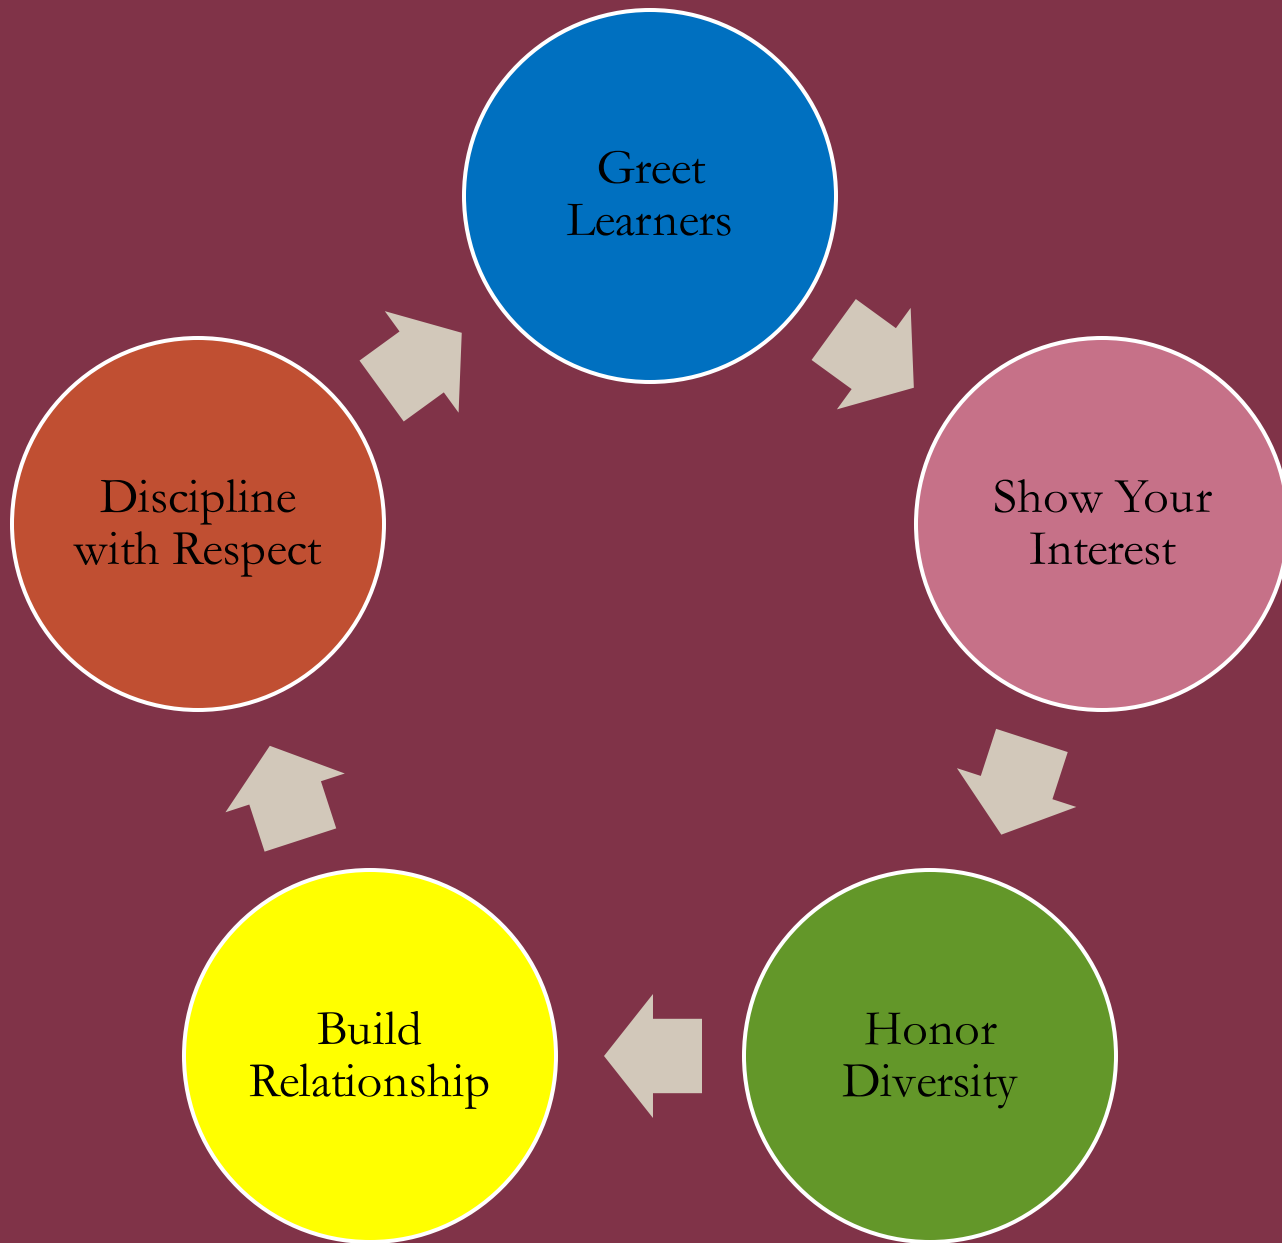 Greet
Learners
Show Your
Interest
Honor
Diversity
Build
Relationship
Discipline
with Respect